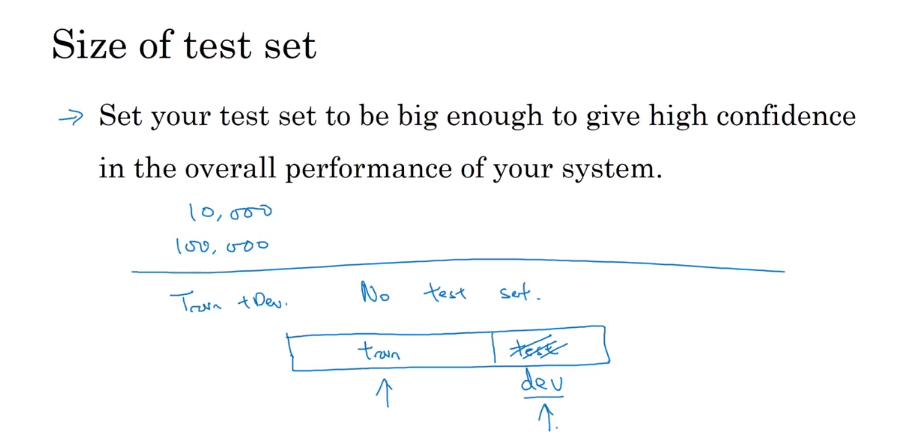 Size of test set
→ Set your test set to be big enough to give high confidence
in the overall performance of your system.
10,000
100,000
Train + Dev. No test set.
train test
dev